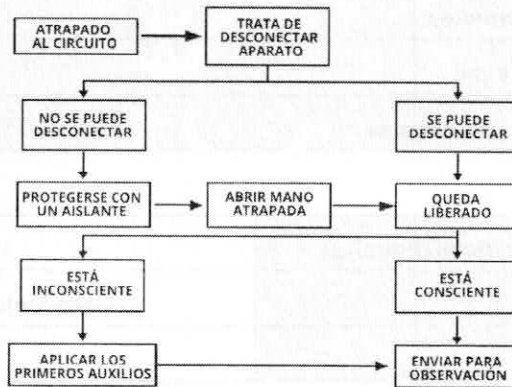 ATRAPADO
AL CIRCUITO
TRATA DE
DESCONECTAR
APARATO
NO SE PUEDE
DESCONECTAR
SE PUEDE
DESCONECTAR
PROTEGERSE CON
UN AISLANTE
ABRIR MANO
ATRAPADA
QUEDA
LIBERADO
ESTÁ
INCONSCIENTE
ESTÁ
CONSCIENTE
APLICAR LOS
PRIMEROS AUXILIOS
ENVIAR PARA
OBSERVACIÓN